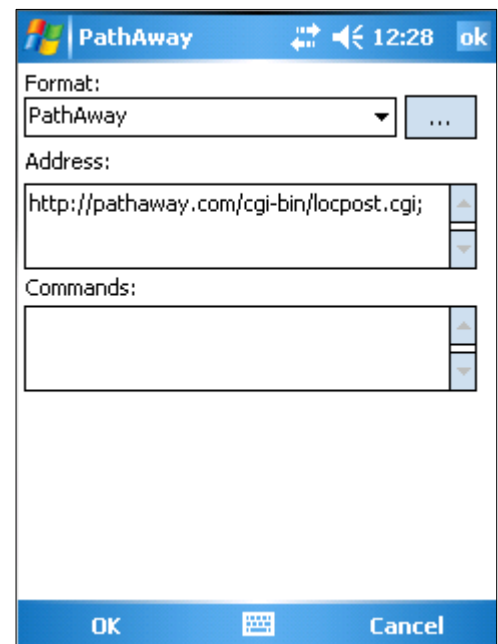 PathAway 12:28 ok
Format:
PathAway ...
Address:
http://pathaway.com/cgi-bin/locpost.cgi;
Commands:
OK Cancel